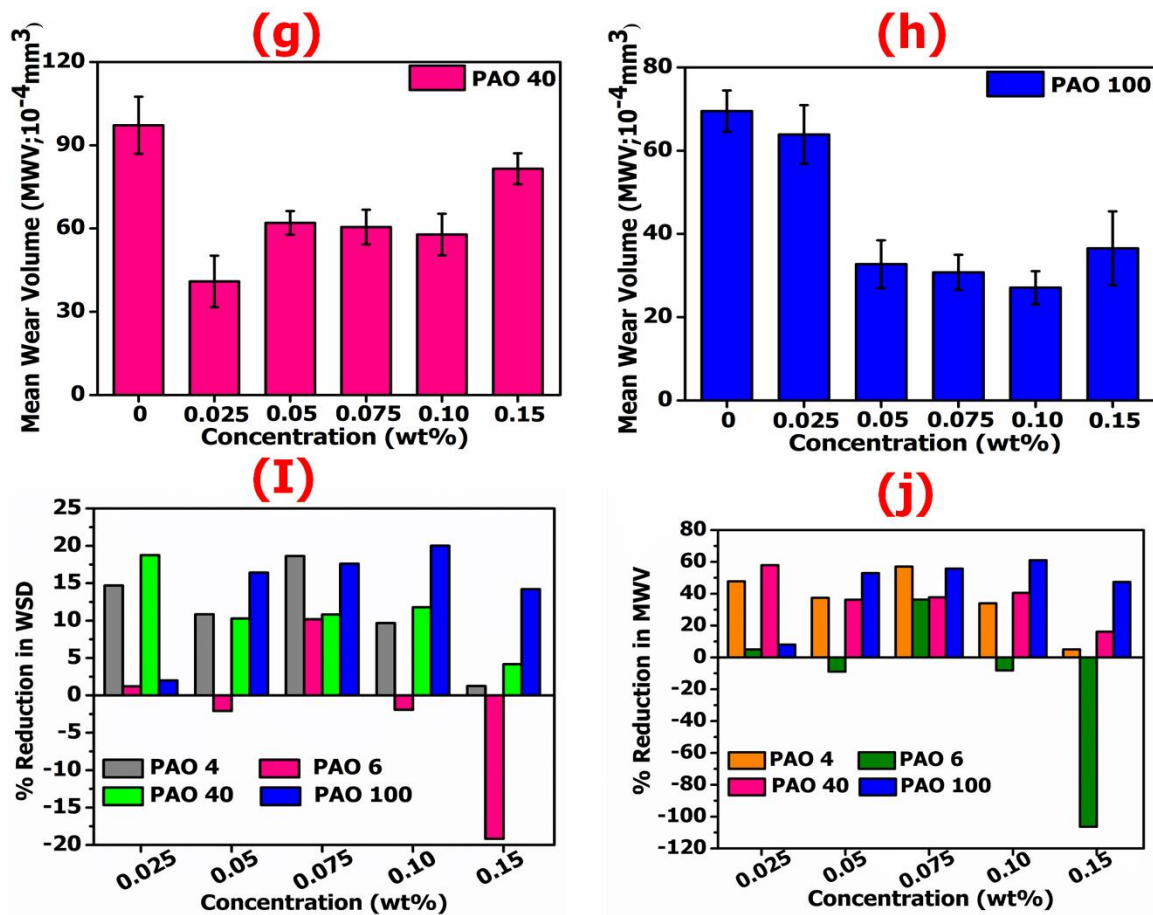 (g)
Mean Wear Volume (MWV;10⁻⁴mm³)
120
90
60
30
0
PAO 40
0 0.025 0.05 0.075 0.10 0.15
Concentration (wt%)
(h)
Mean Wear Volume (MWV;10⁻⁴mm³)
80
60
40
20
0
PAO 100
0 0.025 0.05 0.075 0.10 0.15
Concentration (wt%)
(I)
% Reduction in WSD
25
20
15
10
5
0
-5
-10
-15
-20
PAO 4 PAO 6
PAO 40 PAO 100
0.025 0.05 0.075 0.10 0.15
Concentration (wt%)
(j)
% Reduction in MWV
80
60
40
20
0
-20
-40
-60
-80
-100
-120
PAO 4 PAO 6
PAO 40 PAO 100
0.025 0.05 0.075 0.10 0.15
Concentration (wt%)